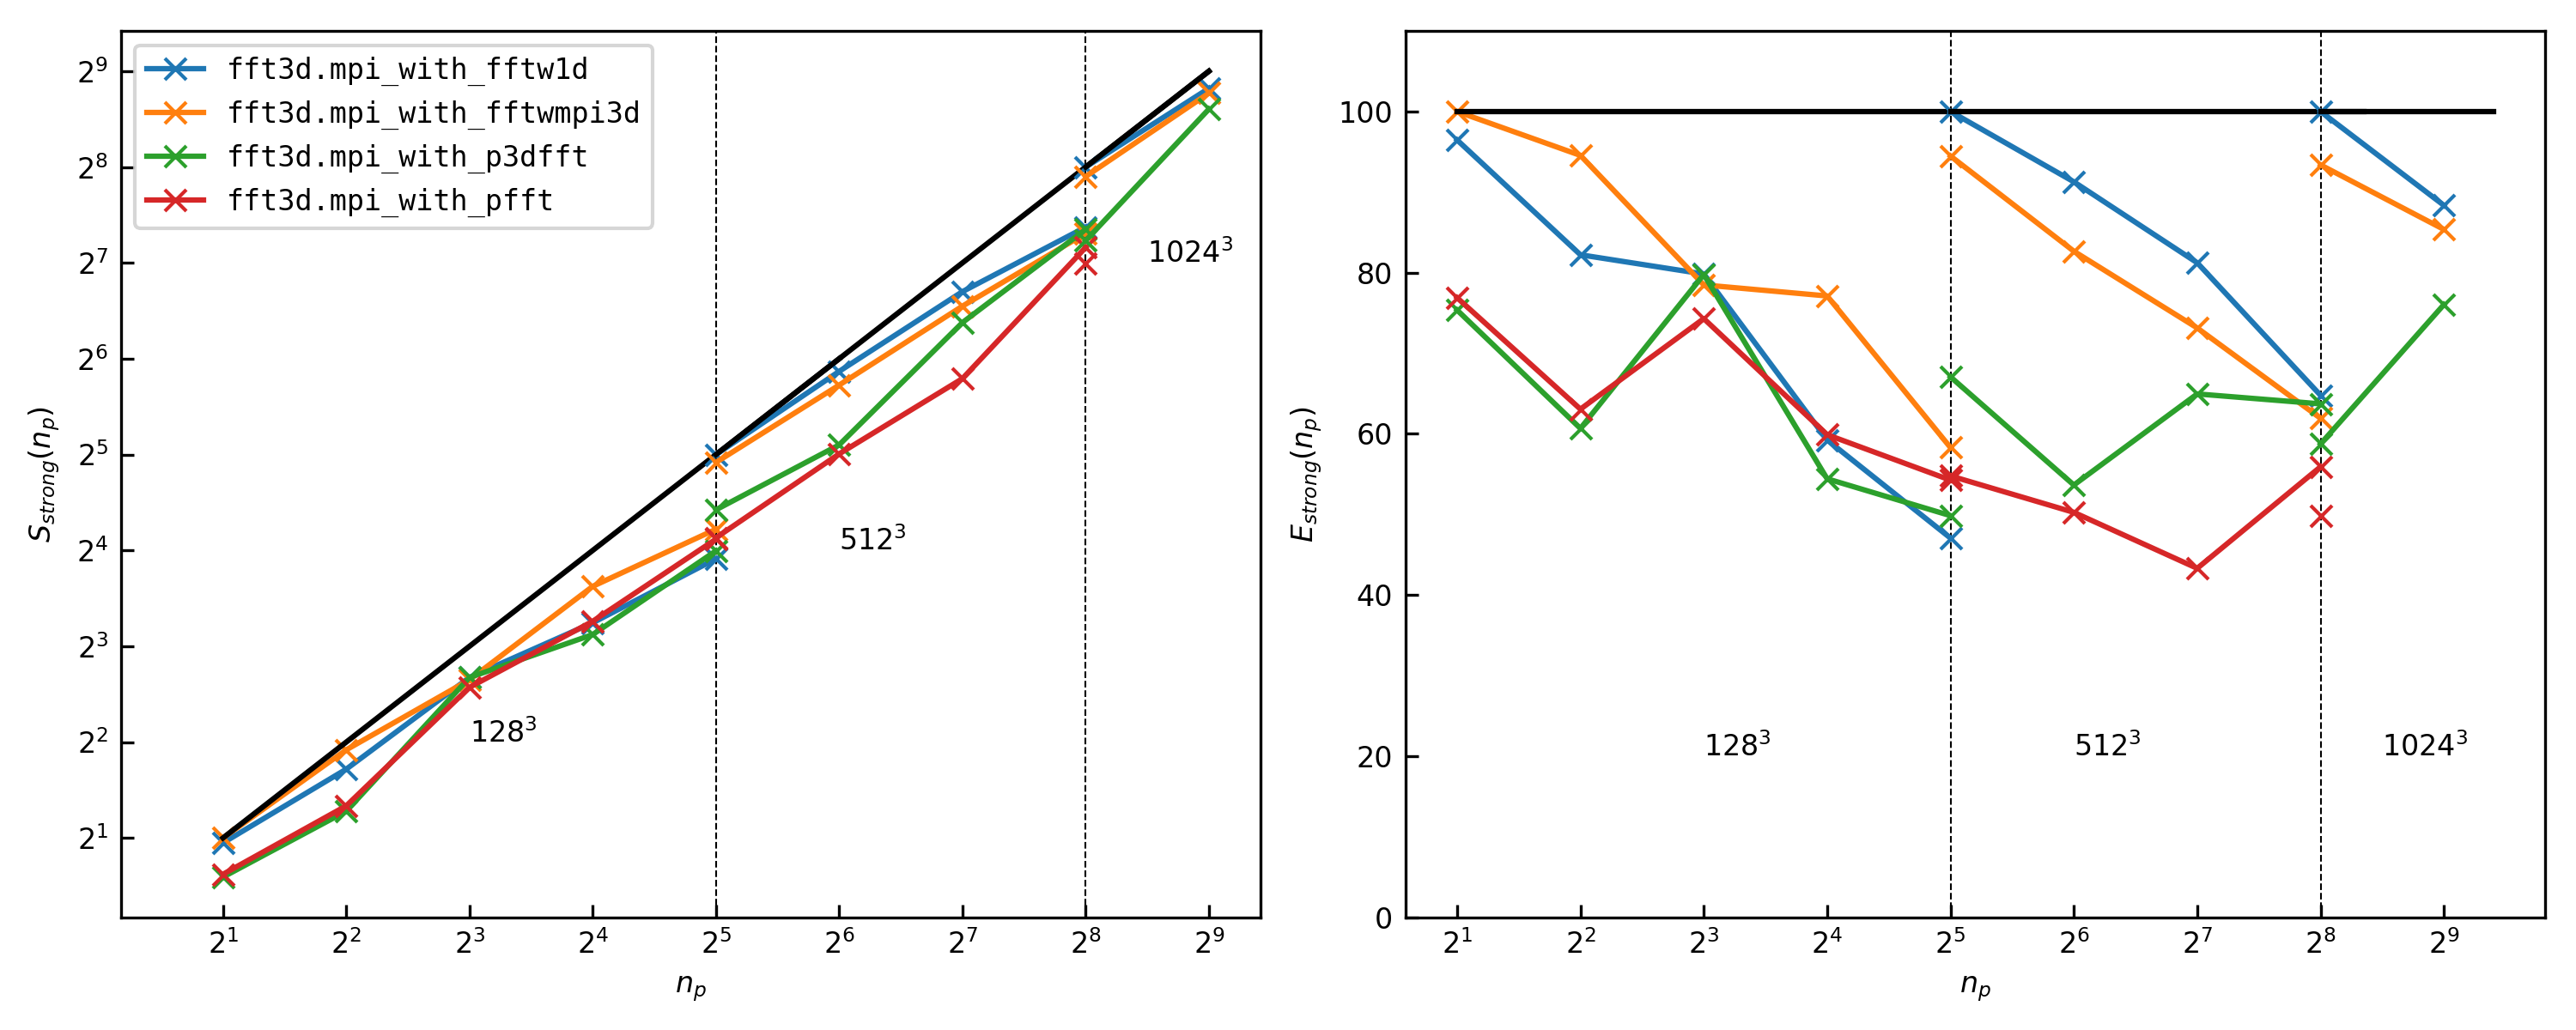 fft3d.mpi_with_fftw1d
fft3d.mpi_with_fftwmpi3d
fft3d.mpi_with_p3dfft
fft3d.mpi_with_pfft
2⁹
2⁸
2⁷
2⁶
2⁵
2⁴
2³
2²
2¹
S_strong(n_p)
128³
512³
1024³
2¹ 2² 2³ 2⁴ 2⁵ 2⁶ 2⁷ 2⁸ 2⁹
n_p
100
80
60
40
20
0
E_strong(n_p)
128³
512³
1024³
2¹ 2² 2³ 2⁴ 2⁵ 2⁶ 2⁷ 2⁸ 2⁹
n_p